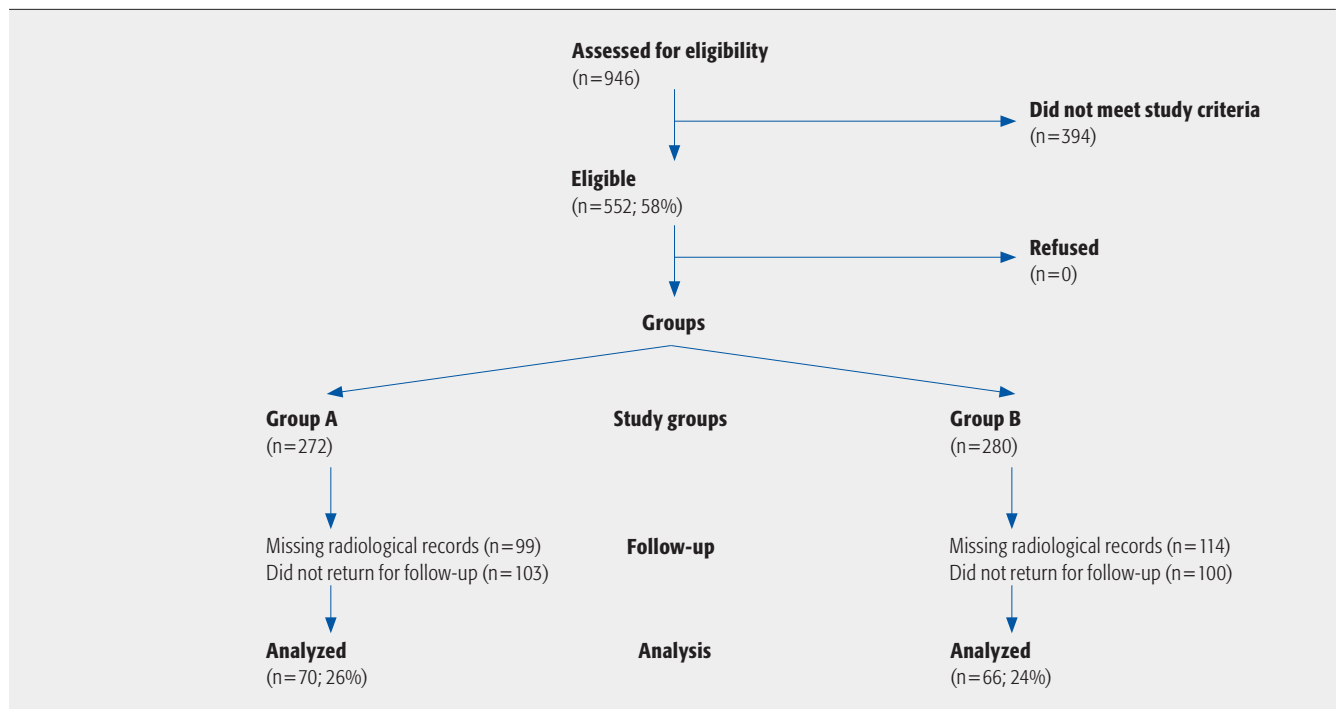 Assessed for eligibility
(n=946)
Did not meet study criteria
(n=394)
Eligible
(n=552; 58%)
Refused
(n=0)
Groups
Group A
(n=272)
Study groups
Group B
(n=280)
Missing radiological records (n=99)
Did not return for follow-up (n=103)
Follow-up
Missing radiological records (n=114)
Did not return for follow-up (n=100)
Analyzed
(n=70; 26%)
Analysis
Analyzed
(n=66; 24%)